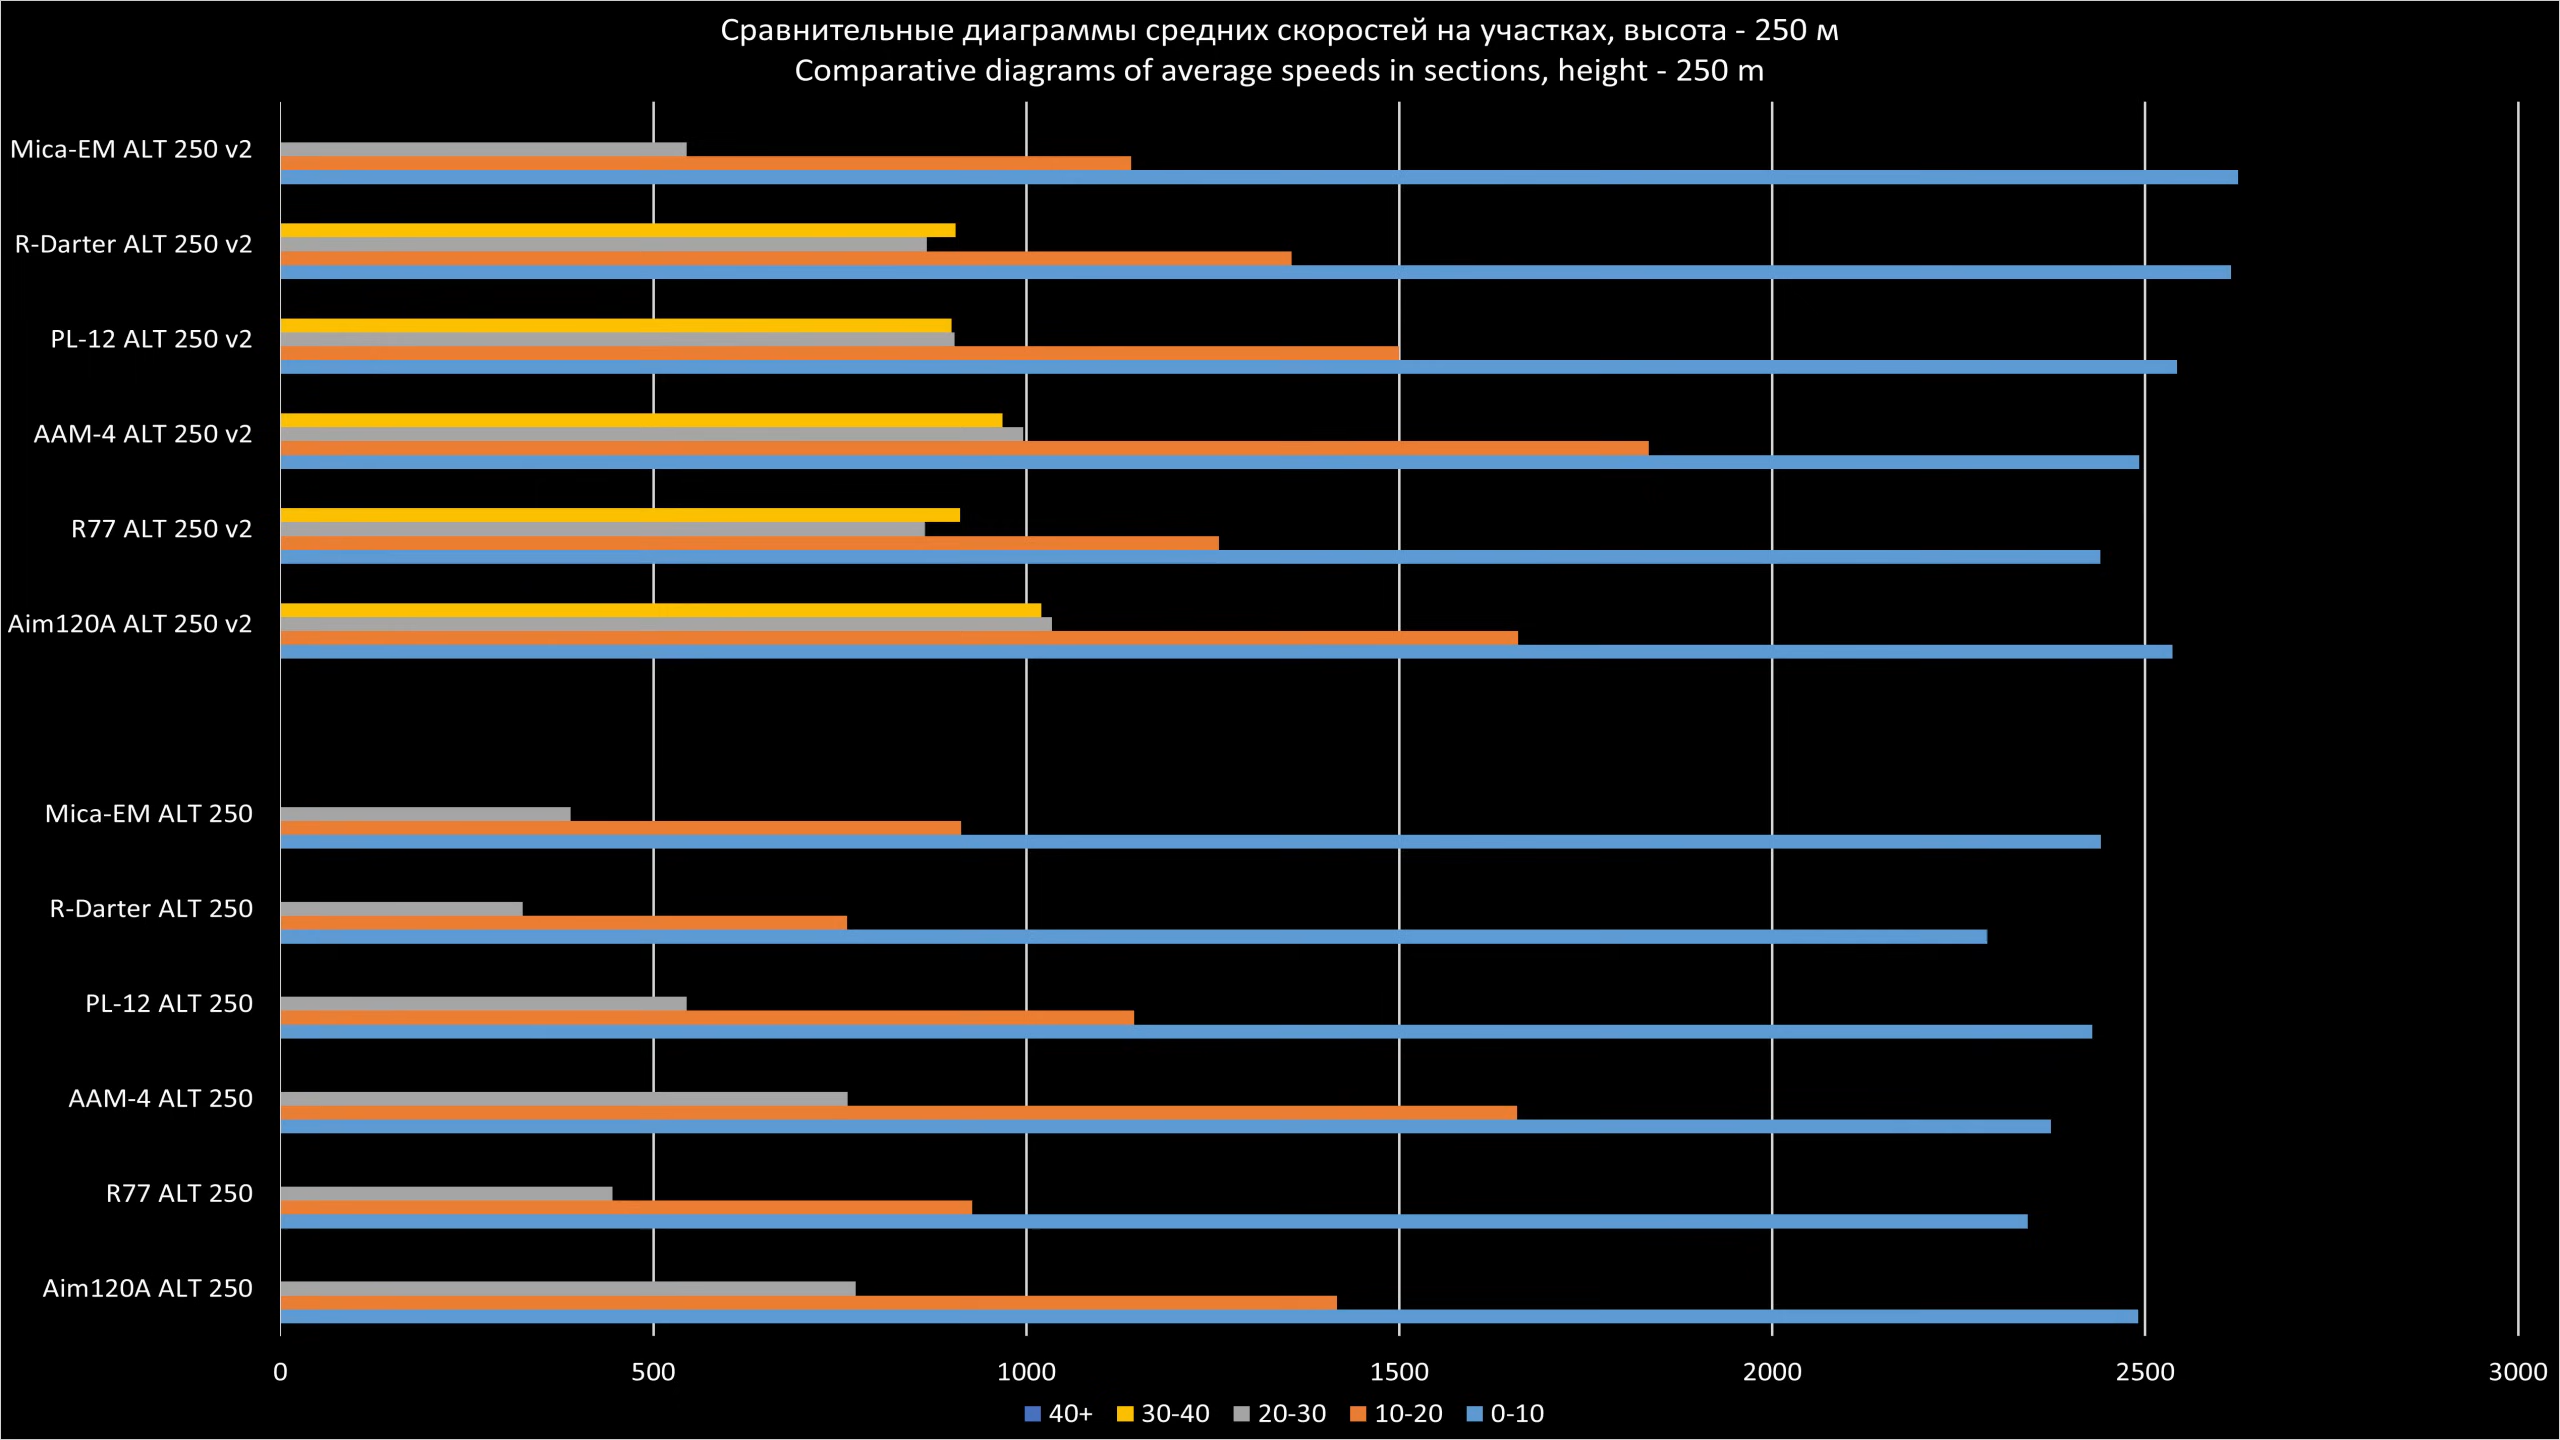 Сравнительные диаграммы средних скоростей на участках, высота - 250 м
Comparative diagrams of average speeds in sections, height - 250 m
Mica-EM ALT 250 v2
R-Darter ALT 250 v2
PL-12 ALT 250 v2
AAM-4 ALT 250 v2
R77 ALT 250 v2
Aim120A ALT 250 v2
Mica-EM ALT 250
R-Darter ALT 250
PL-12 ALT 250
AAM-4 ALT 250
R77 ALT 250
Aim120A ALT 250
0 500 1000 1500 2000 2500 3000
40+ 30-40 20-30 10-20 0-10